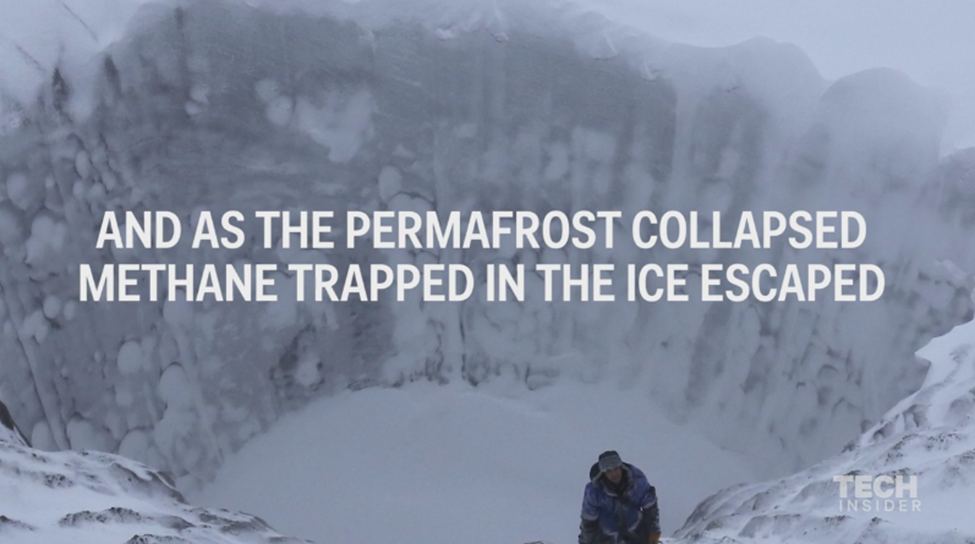 AND AS THE PERMAFROST COLLAPSED
METHANE TRAPPED IN THE ICE ESCAPED
TECH
INSIDER